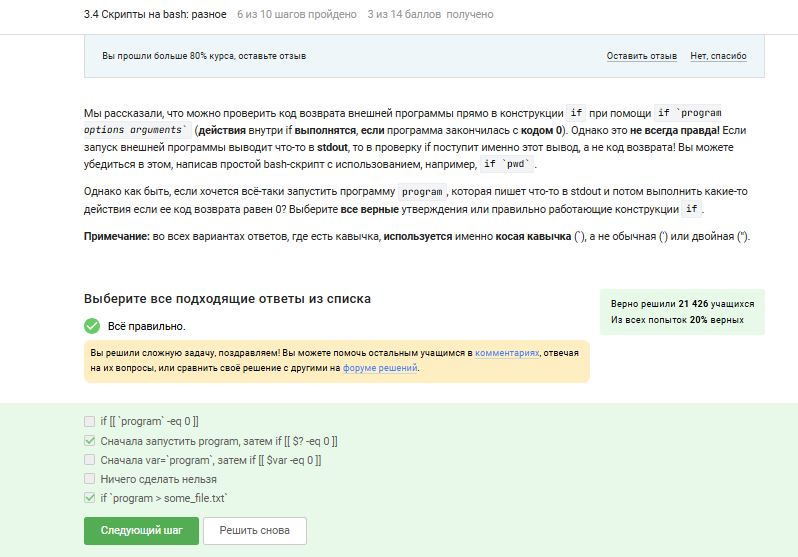 3.4 Скрипты на bash: разное 6 из 10 шагов пройдено 3 из 14 баллов получено
Вы прошли больше 80% курса, оставьте отзыв Оставить отзыв Нет, спасибо
Мы рассказали, что можно проверить код возврата внешней программы прямо в конструкции if при помощи if `program
options arguments` (действия внутри if выполнятся, если программа закончилась с кодом 0). Однако это не всегда правда! Если
запуск внешней программы выводит что-то в stdout, то в проверку if поступит именно этот вывод, а не код возврата! Вы можете
убедиться в этом, написав простой bash-скрипт с использованием, например, if `pwd` .
Однако как быть, если хочется всё-таки запустить программу program , которая пишет что-то в stdout и потом выполнить какие-то
действия если ее код возврата равен 0? Выберите все верные утверждения или правильно работающие конструкции if .
Примечание: во всех вариантах ответов, где есть кавычка, используется именно косая кавычка (`), а не обычная (') или двойная (").
Выберите все подходящие ответы из списка
Верно решили 21 426 учащихся
Из всех попыток 20% верных
Всё правильно.
Вы решили сложную задачу, поздравляем! Вы можете помочь остальным учащимся в комментариях, отвечая
на их вопросы, или сравнить своё решение с другими на форуме решений.
if [[ `program` -eq 0 ]]
Сначала запустить program, затем if [[ $? -eq 0 ]]
Сначала var=`program`, затем if [[ $var -eq 0 ]]
Ничего сделать нельзя
if `program > some_file.txt`
Следующий шаг Решить снова